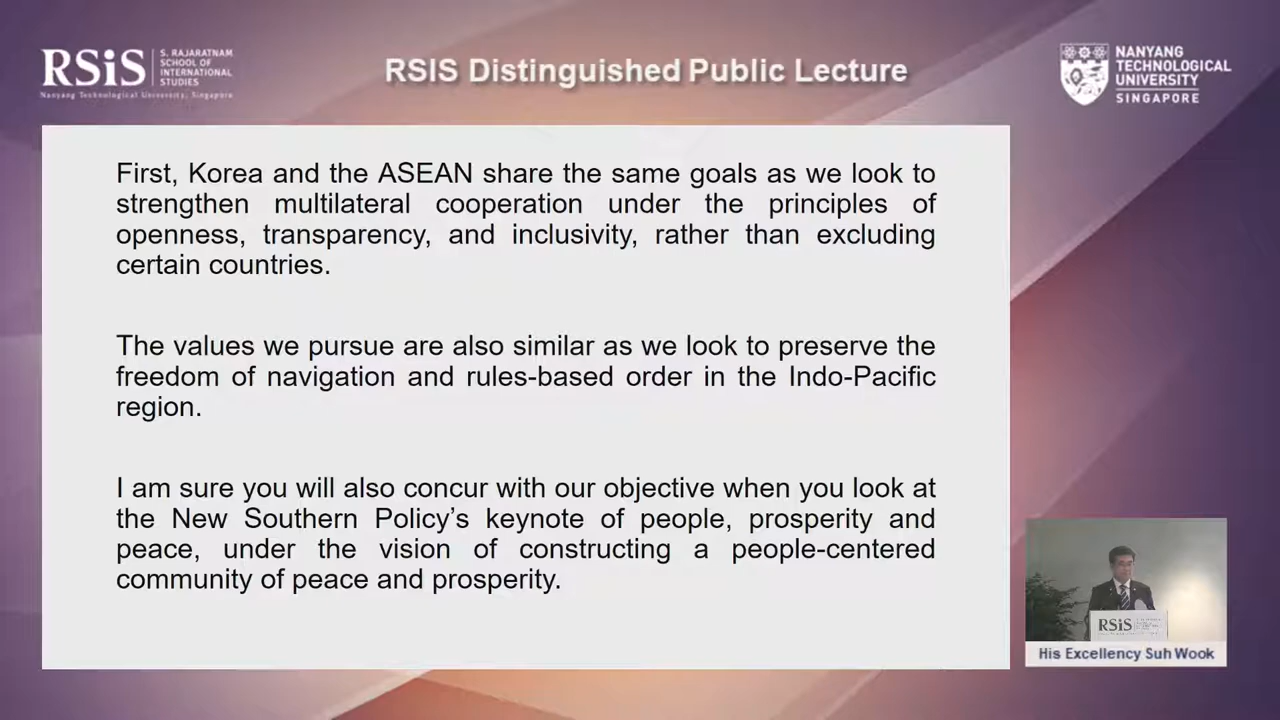 RSiS
S. RAJARATNAM
SCHOOL OF
INTERNATIONAL
STUDIES
Nanyang Technological University, Singapore
RSIS Distinguished Public Lecture
NANYANG
TECHNOLOGICAL
UNIVERSITY
SINGAPORE
First, Korea and the ASEAN share the same goals as we look to
strengthen multilateral cooperation under the principles of
openness, transparency, and inclusivity, rather than excluding
certain countries.
The values we pursue are also similar as we look to preserve the
freedom of navigation and rules-based order in the Indo-Pacific
region.
I am sure you will also concur with our objective when you look at
the New Southern Policy’s keynote of people, prosperity and
peace, under the vision of constructing a people-centered
community of peace and prosperity.
RSiS
His Excellency Suh Wook